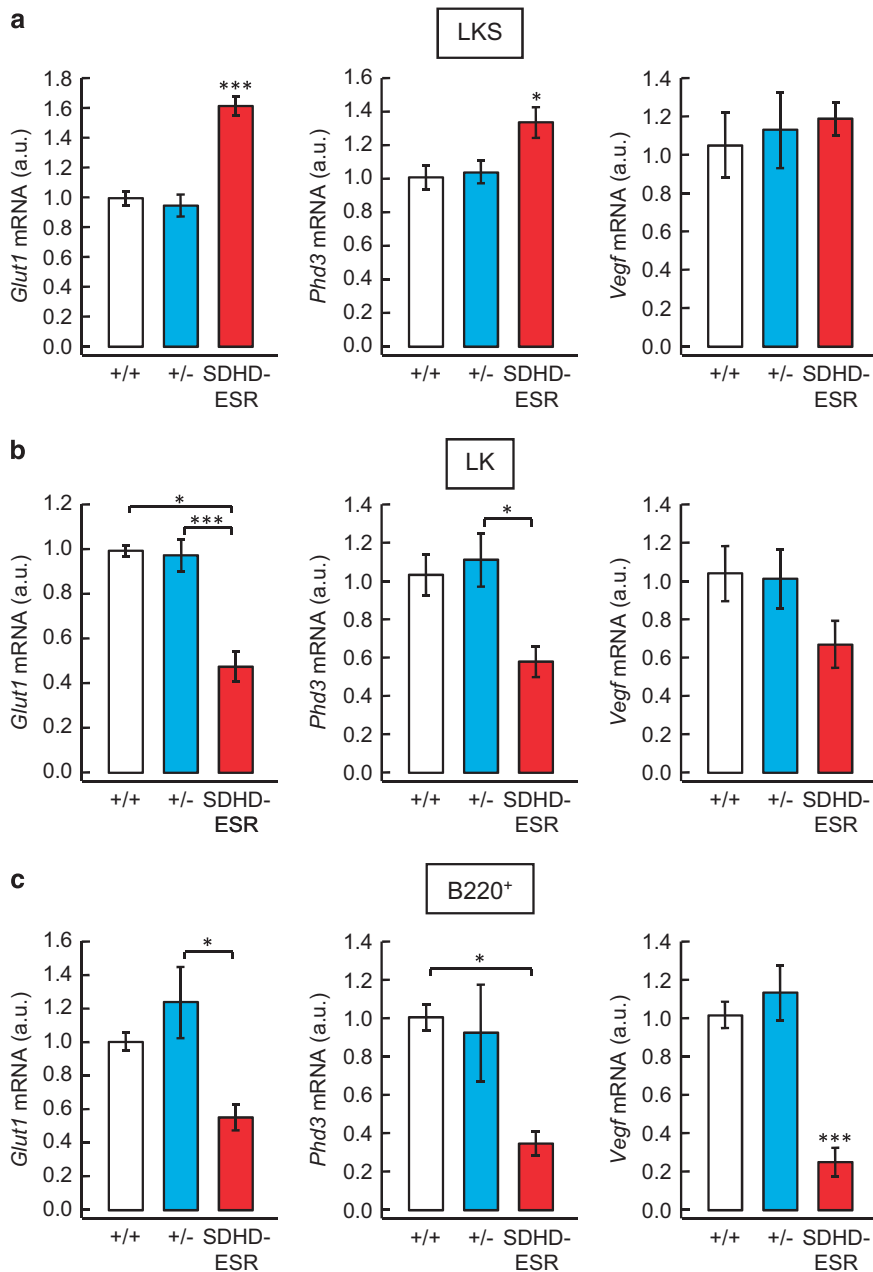 a
LKS
Glut1 mRNA (a.u.)
1.8
1.6
1.4
1.2
1.0
0.8
0.6
0.4
0.2
0.0
***
+/+ +/- SDHD-
ESR
Phd3 mRNA (a.u.)
1.6
1.4
1.2
1.0
0.8
0.6
0.4
0.2
0.0
*
+/+ +/- SDHD-
ESR
Vegf mRNA (a.u.)
1.4
1.2
1.0
0.8
0.6
0.4
0.2
0.0
+/+ +/- SDHD-
ESR
b
LK
Glut1 mRNA (a.u.)
1.2
1.0
0.8
0.6
0.4
0.2
0.0
*
***
+/+ +/- SDHD-
ESR
Phd3 mRNA (a.u.)
1.4
1.2
1.0
0.8
0.6
0.4
0.2
0.0
*
+/+ +/- SDHD-
ESR
Vegf mRNA (a.u.)
1.4
1.2
1.0
0.8
0.6
0.4
0.2
0.0
+/+ +/- SDHD-
ESR
c
B220⁺
Glut1 mRNA (a.u.)
1.6
1.4
1.2
1.0
0.8
0.6
0.4
0.2
0.0
*
+/+ +/- SDHD-
ESR
Phd3 mRNA (a.u.)
1.4
1.2
1.0
0.8
0.6
0.4
0.2
0.0
*
+/+ +/- SDHD-
ESR
Vegf mRNA (a.u.)
1.4
1.2
1.0
0.8
0.6
0.4
0.2
0.0
***
+/+ +/- SDHD-
ESR